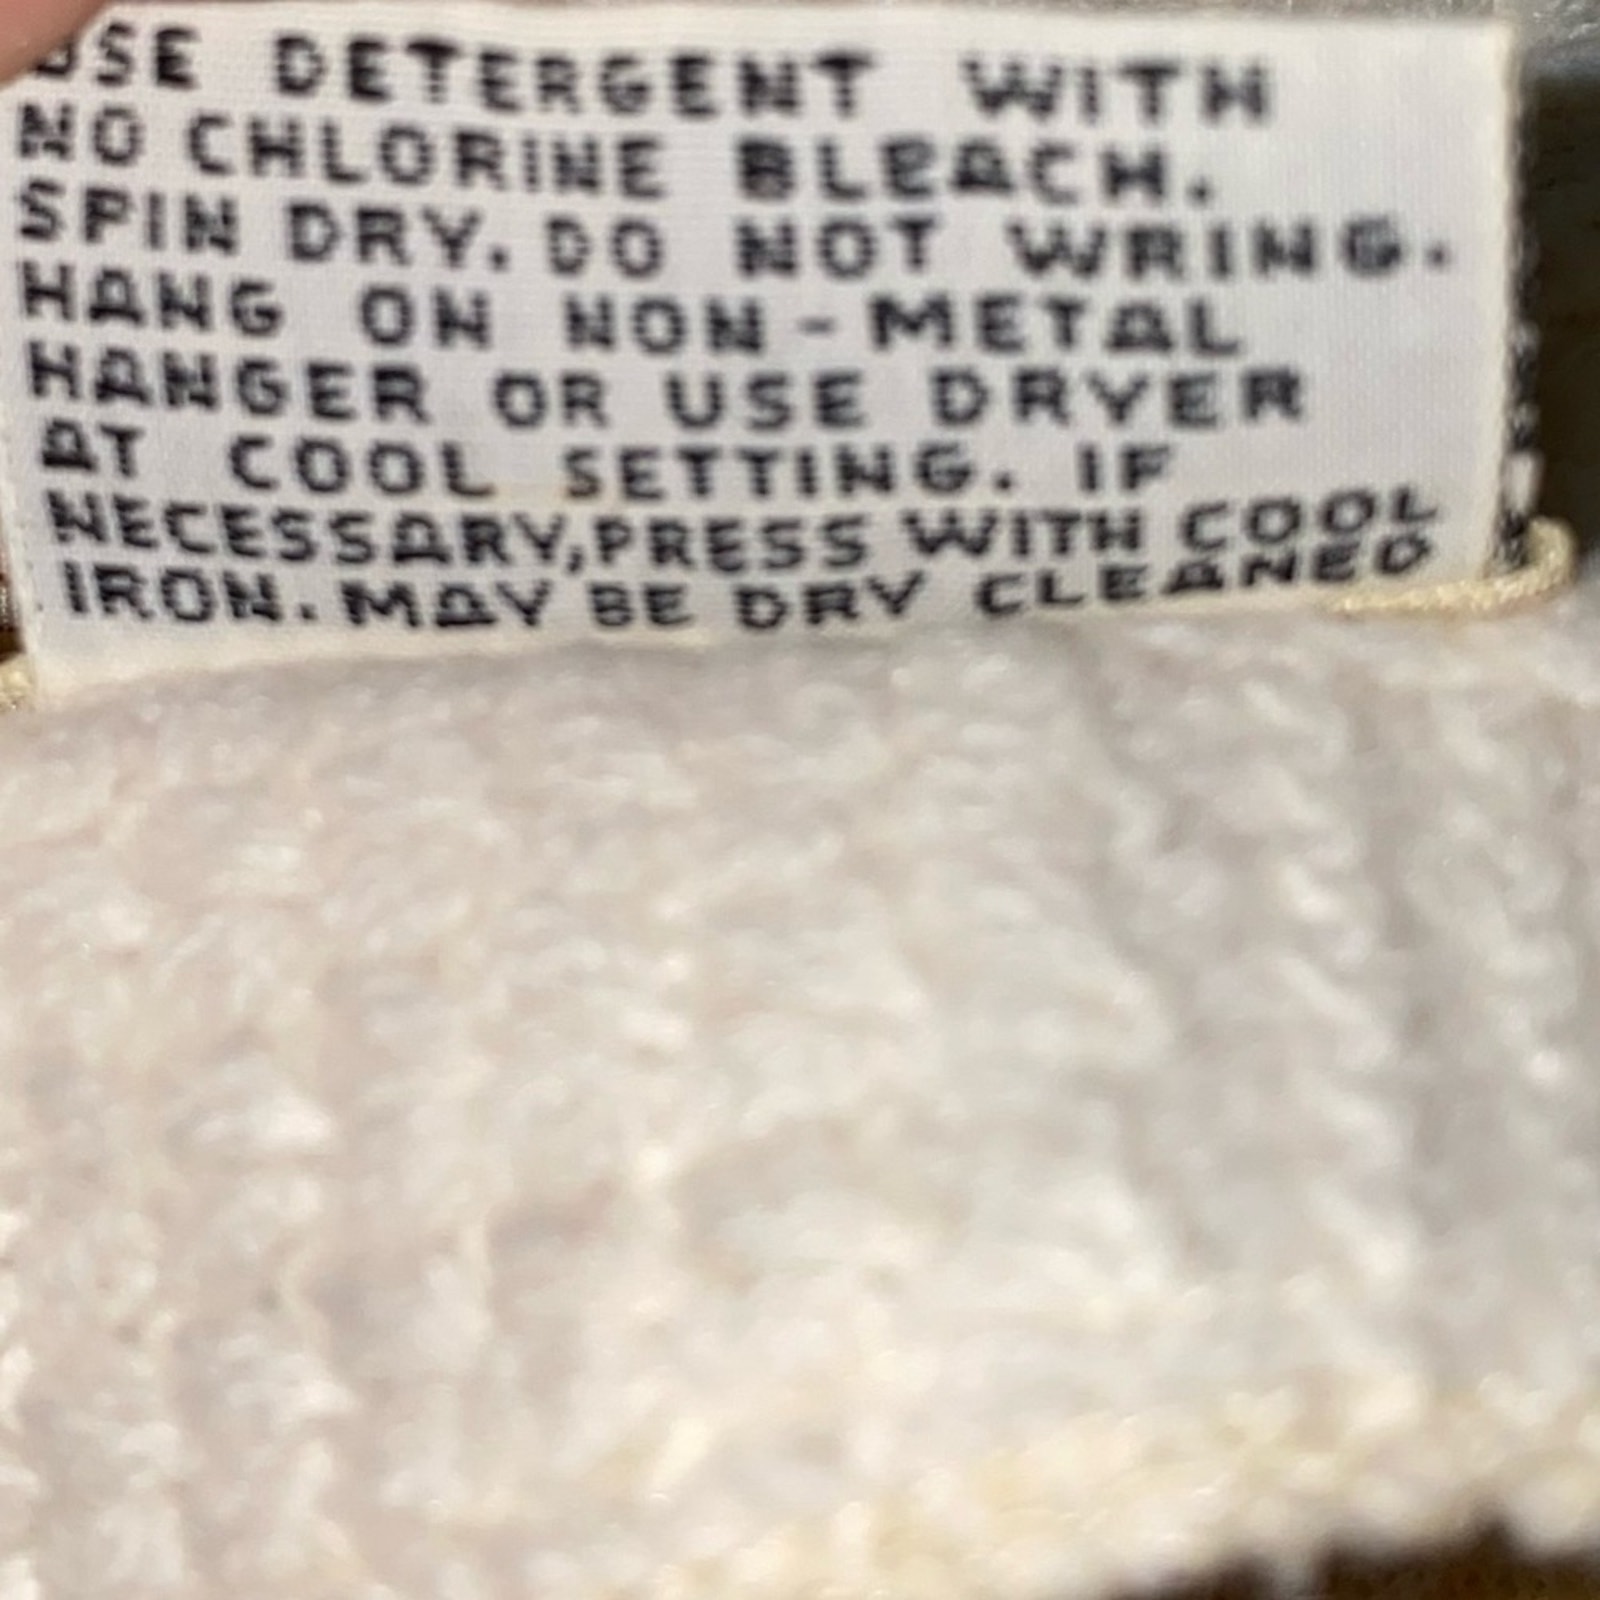 USE DETERGENT WITH
NO CHLORINE BLEACH.
SPIN DRY. DO NOT WRING.
HANG ON NON-METAL
HANGER OR USE DRYER
AT COOL SETTING. IF
NECESSARY,PRESS WITH COOL
IRON. MAY BE DRY CLEANED